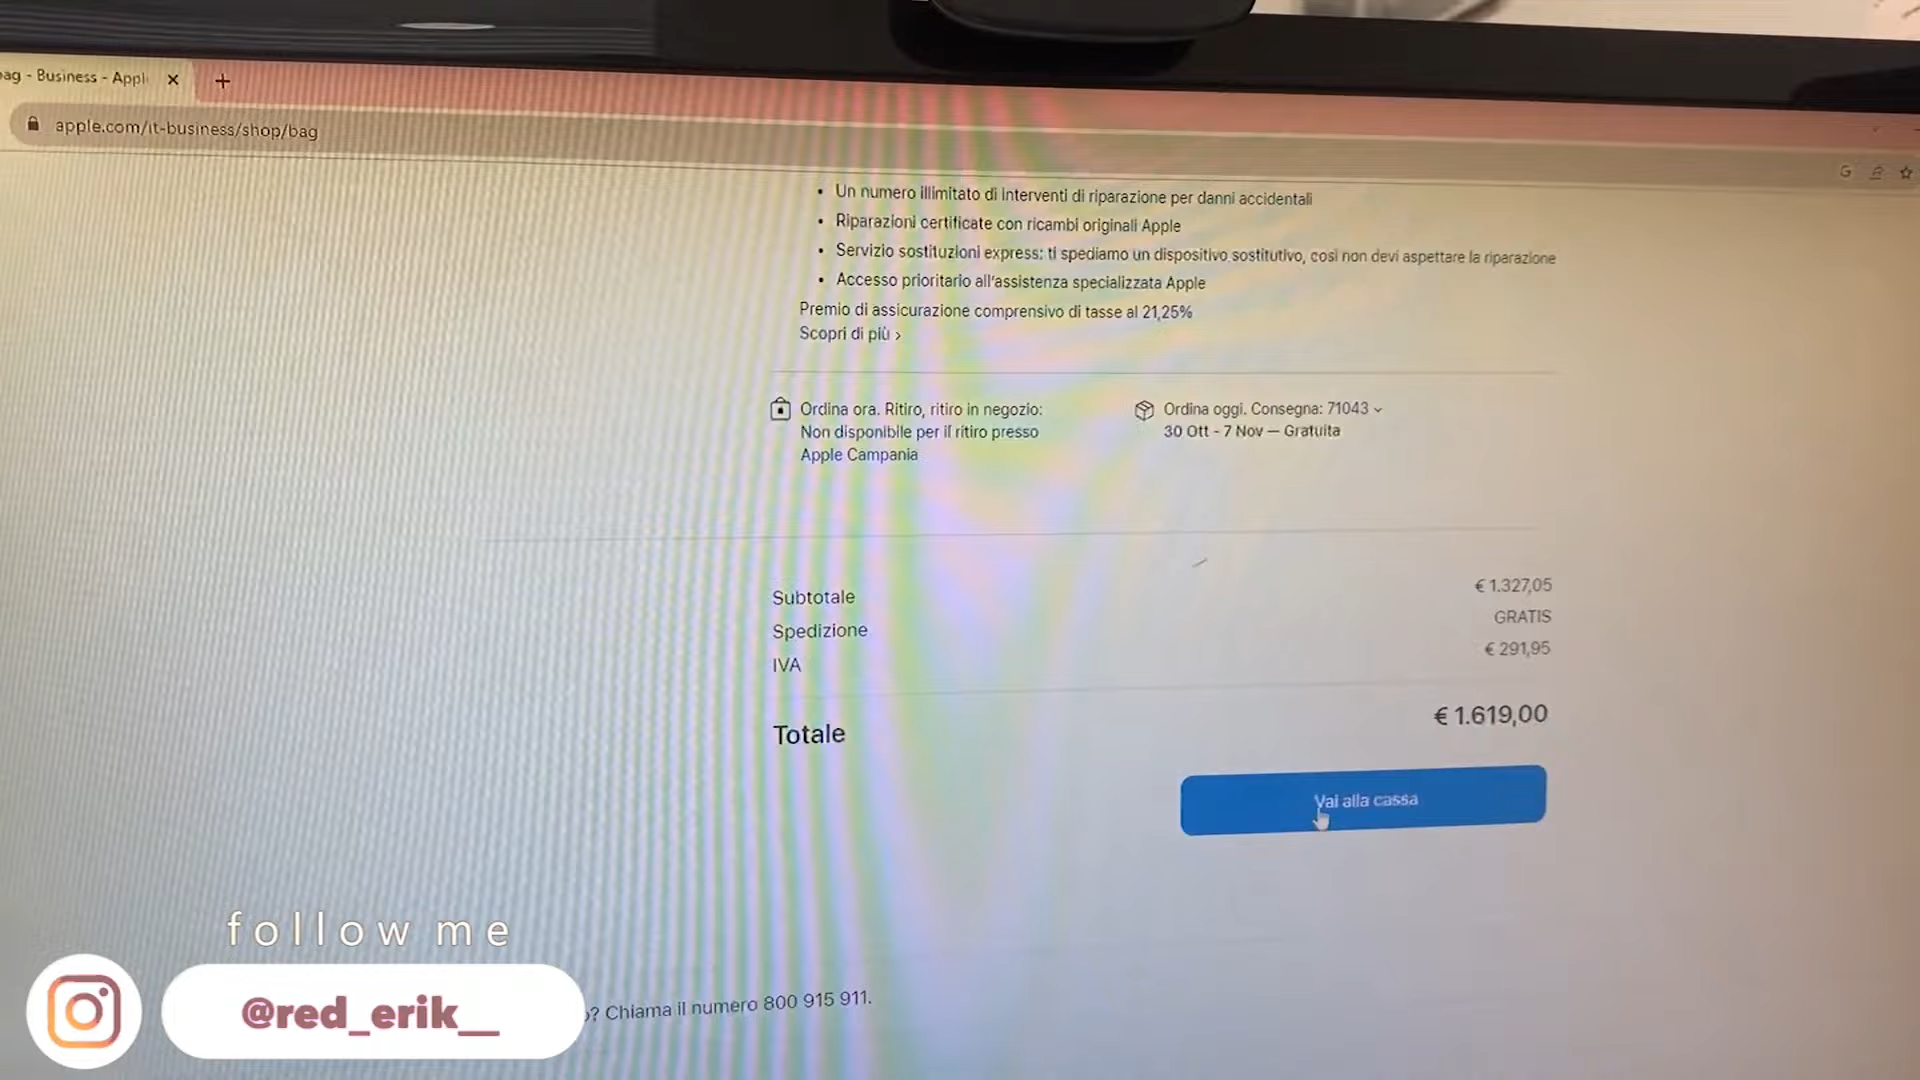 ag - Business - Appl
apple.com/it-business/shop/bag
Un numero illimitato di interventi di riparazione per danni accidentali
Riparazioni certificate con ricambi originali Apple
Servizio sostituzioni express: ti spediamo un dispositivo sostitutivo, così non devi aspettare la riparazione
Accesso prioritario all'assistenza specializzata Apple
Premio di assicurazione comprensivo di tasse al 21,25%
Scopri di più >
Ordina ora. Ritiro, ritiro in negozio:
Non disponibile per il ritiro presso
Apple Campania
Ordina oggi. Consegna: 71043
30 Ott - 7 Nov — Gratuita
Subtotale € 1.327,05
Spedizione GRATIS
IVA € 291,95
Totale € 1.619,00
Vai alla cassa
follow me
@red_erik__
? Chiama il numero 800 915 911.